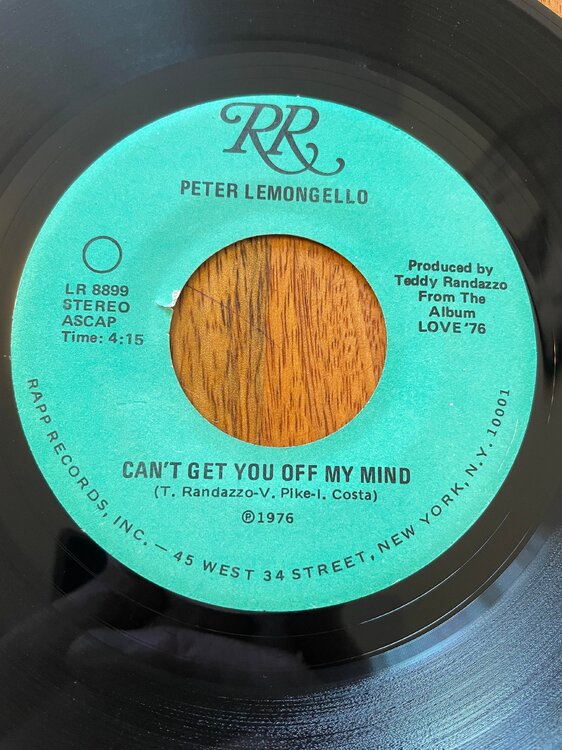 RR
PETER LEMONGELLO
LR 8899
STEREO
ASCAP
Time: 4:15
Produced by
Teddy Randazzo
From The
Album
LOVE '76
CAN'T GET YOU OFF MY MIND
(T. Randazzo-V. Pike-I. Costa)
℗1976
RAPP RECORDS, INC. — 45 WEST 34 STREET, NEW YORK, N.Y. 10001